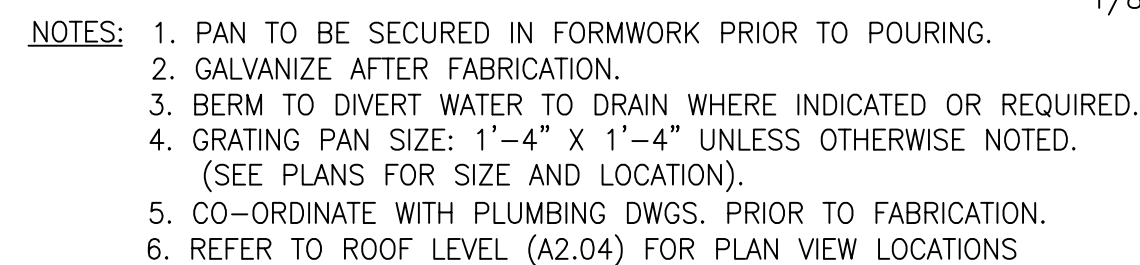 NOTES: 1. PAN TO BE SECURED IN FORMWORK PRIOR TO POURING.
2. GALVANIZE AFTER FABRICATION.
3. BERM TO DIVERT WATER TO DRAIN WHERE INDICATED OR REQUIRED.
4. GRATING PAN SIZE: 1'-4" X 1'-4" UNLESS OTHERWISE NOTED.
(SEE PLANS FOR SIZE AND LOCATION).
5. CO-ORDINATE WITH PLUMBING DWGS. PRIOR TO FABRICATION.
6. REFER TO ROOF LEVEL (A2.04) FOR PLAN VIEW LOCATIONS